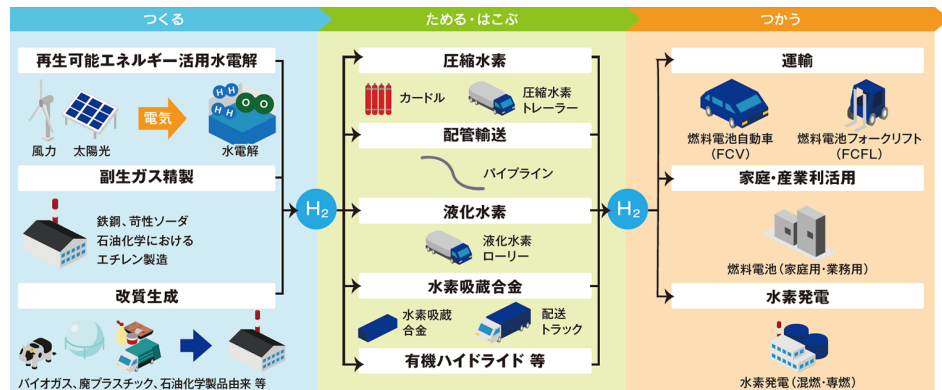 つくる
ためる・はこぶ
つかう
再生可能エネルギー活用水電解
風力
太陽光
電気
H
H
H
H
O
O
水電解
副生ガス精製
鉄鋼、苛性ソーダ
石油化学における
エチレン製造
改質生成
バイオガス、廃プラスチック、石油化学製品由来 等
H2
圧縮水素
カードル
圧縮水素
トレーラー
配管輸送
パイプライン
液化水素
液化水素
ローリー
水素吸蔵合金
水素吸蔵
合金
配送
トラック
有機ハイドライド 等
H2
運輸
燃料電池自動車
(FCV)
燃料電池フォークリフト
(FCFL)
家庭・産業利活用
燃料電池(家庭用・業務用)
水素発電
水素発電(混燃・専燃)